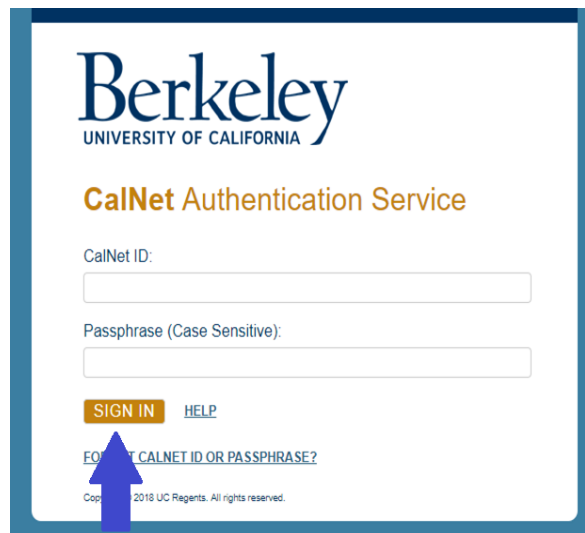 Berkeley
UNIVERSITY OF CALIFORNIA
CalNet Authentication Service
CalNet ID:
Passphrase (Case Sensitive):
SIGN IN HELP
CALNET ID OR PASSPHRASE?
2018 UC Regents. All rights reserved.